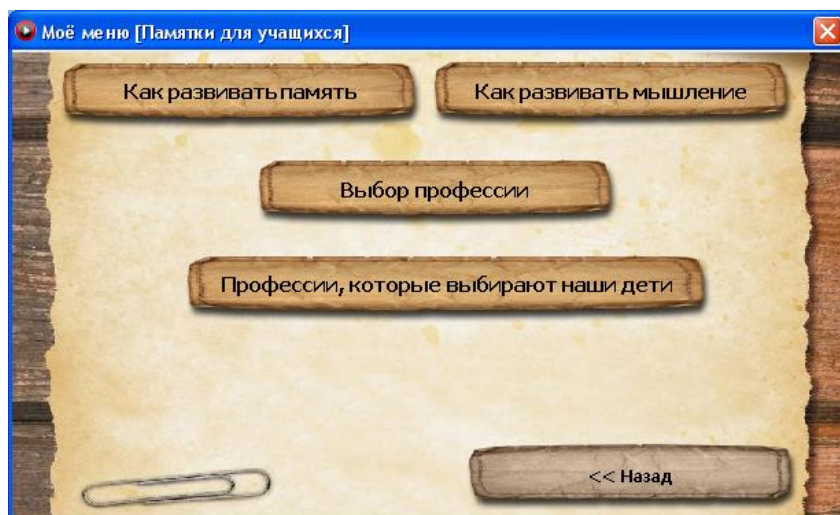 Моё меню [Памятки для учащихся]
Как развивать память
Как развивать мышление
Выбор профессии
Профессии, которые выбирают наши дети
<< Назад